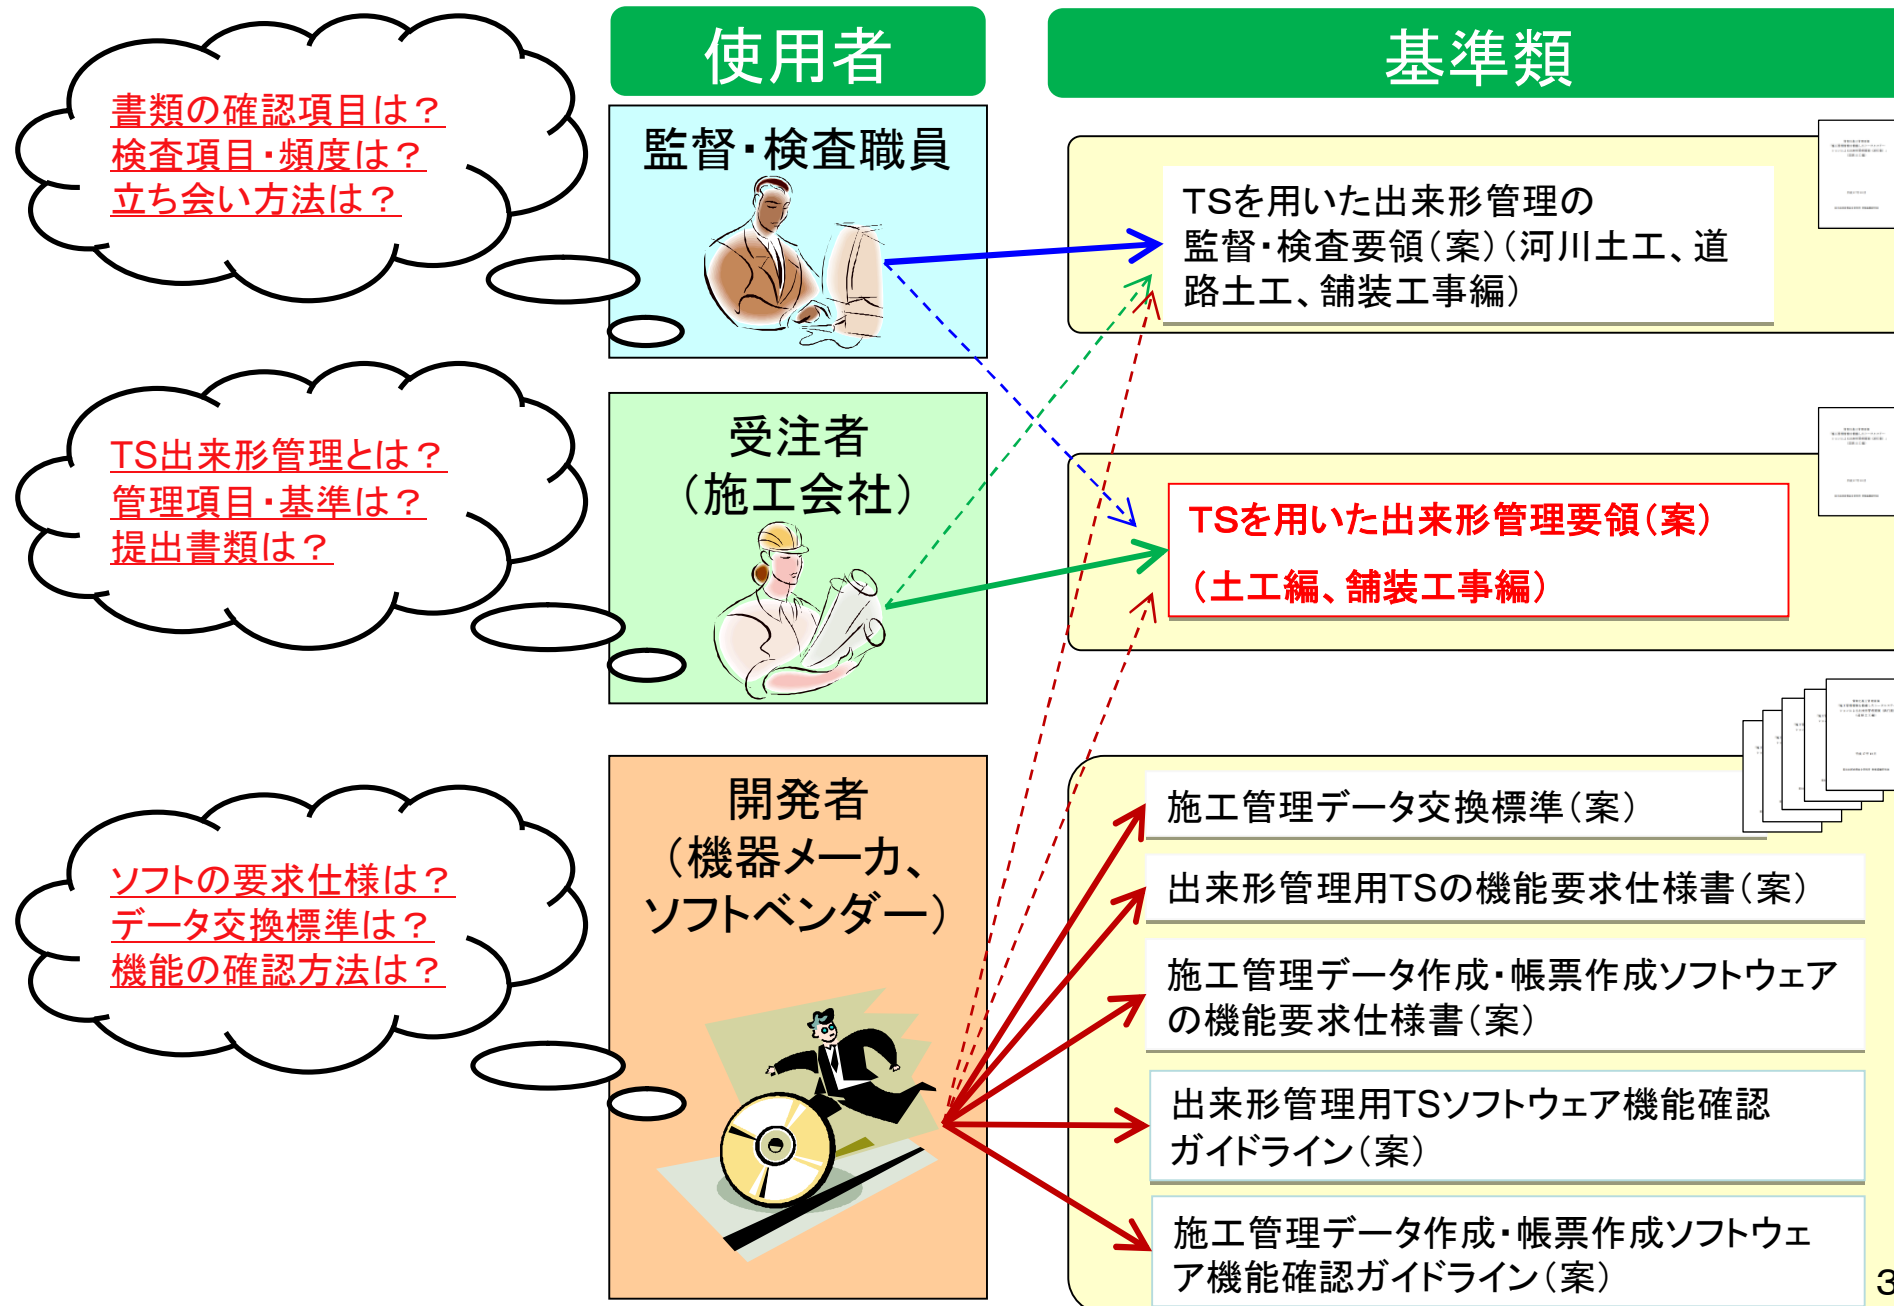 使用者
基準類
書類の確認項目は？
検査項目・頻度は？
立ち会い方法は？
監督・検査職員
TSを用いた出来形管理の
監督・検査要領（案）（河川土工、道
路土工、舗装工事編）
TS出来形管理とは？
管理項目・基準は？
提出書類は？
受注者
（施工会社）
TSを用いた出来形管理要領（案）
（土工編、舗装工事編）
ソフトの要求仕様は？
データ交換標準は？
機能の確認方法は？
開発者
（機器メーカ、
ソフトベンダー）
施工管理データ交換標準（案）
出来形管理用TSの機能要求仕様書（案）
施工管理データ作成・帳票作成ソフトウェア
の機能要求仕様書（案）
出来形管理用TSソフトウェア機能確認
ガイドライン（案）
施工管理データ作成・帳票作成ソフトウェ
ア機能確認ガイドライン（案）
3